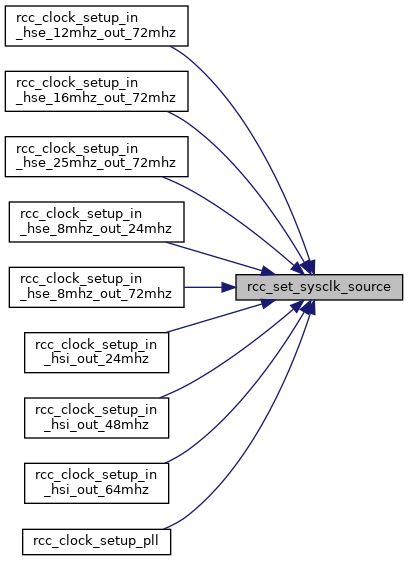 rcc_clock_setup_in
_hse_12mhz_out_72mhz
rcc_clock_setup_in
_hse_16mhz_out_72mhz
rcc_clock_setup_in
_hse_25mhz_out_72mhz
rcc_clock_setup_in
_hse_8mhz_out_24mhz
rcc_clock_setup_in
_hse_8mhz_out_72mhz
rcc_set_sysclk_source
rcc_clock_setup_in
_hsi_out_24mhz
rcc_clock_setup_in
_hsi_out_48mhz
rcc_clock_setup_in
_hsi_out_64mhz
rcc_clock_setup_pll